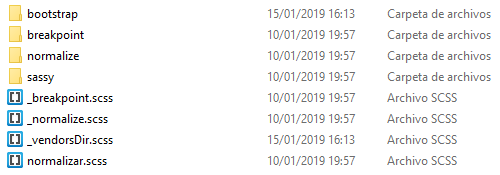 bootstrap 15/01/2019 16:13 Carpeta de archivos
breakpoint 10/01/2019 19:57 Carpeta de archivos
normalize 10/01/2019 19:57 Carpeta de archivos
sassy 10/01/2019 19:57 Carpeta de archivos
_breakpoint.scss 10/01/2019 19:57 Archivo SCSS
_normalize.scss 10/01/2019 19:57 Archivo SCSS
_vendorsDir.scss 15/01/2019 16:13 Archivo SCSS
normalizar.scss 10/01/2019 19:57 Archivo SCSS